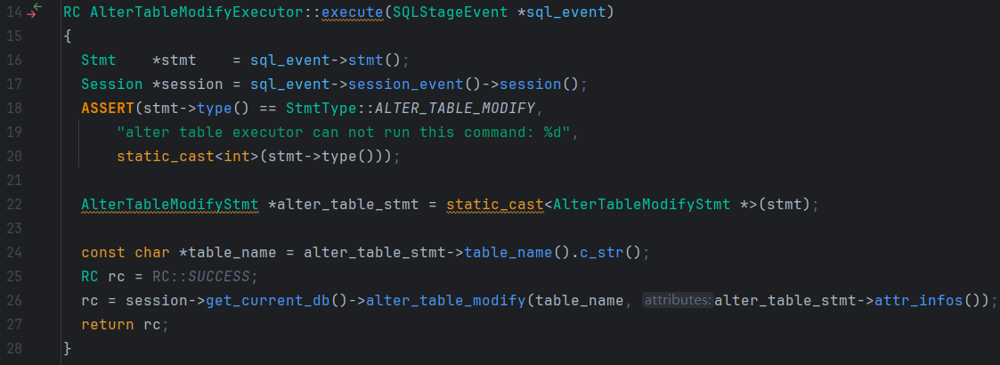 14 RC AlterTableModifyExecutor::execute(SQLStageEvent *sql_event)
15 {
16   Stmt    *stmt    = sql_event->stmt();
17   Session *session = sql_event->session_event()->session();
18   ASSERT(stmt->type() == StmtType::ALTER_TABLE_MODIFY,
19       "alter table executor can not run this command: %d",
20       static_cast<int>(stmt->type()));
21
22   AlterTableModifyStmt *alter_table_stmt = static_cast<AlterTableModifyStmt *>(stmt);
23
24   const char *table_name = alter_table_stmt->table_name().c_str();
25   RC rc = RC::SUCCESS;
26   rc = session->get_current_db()->alter_table_modify(table_name, attributes: alter_table_stmt->attr_infos());
27   return rc;
28 }